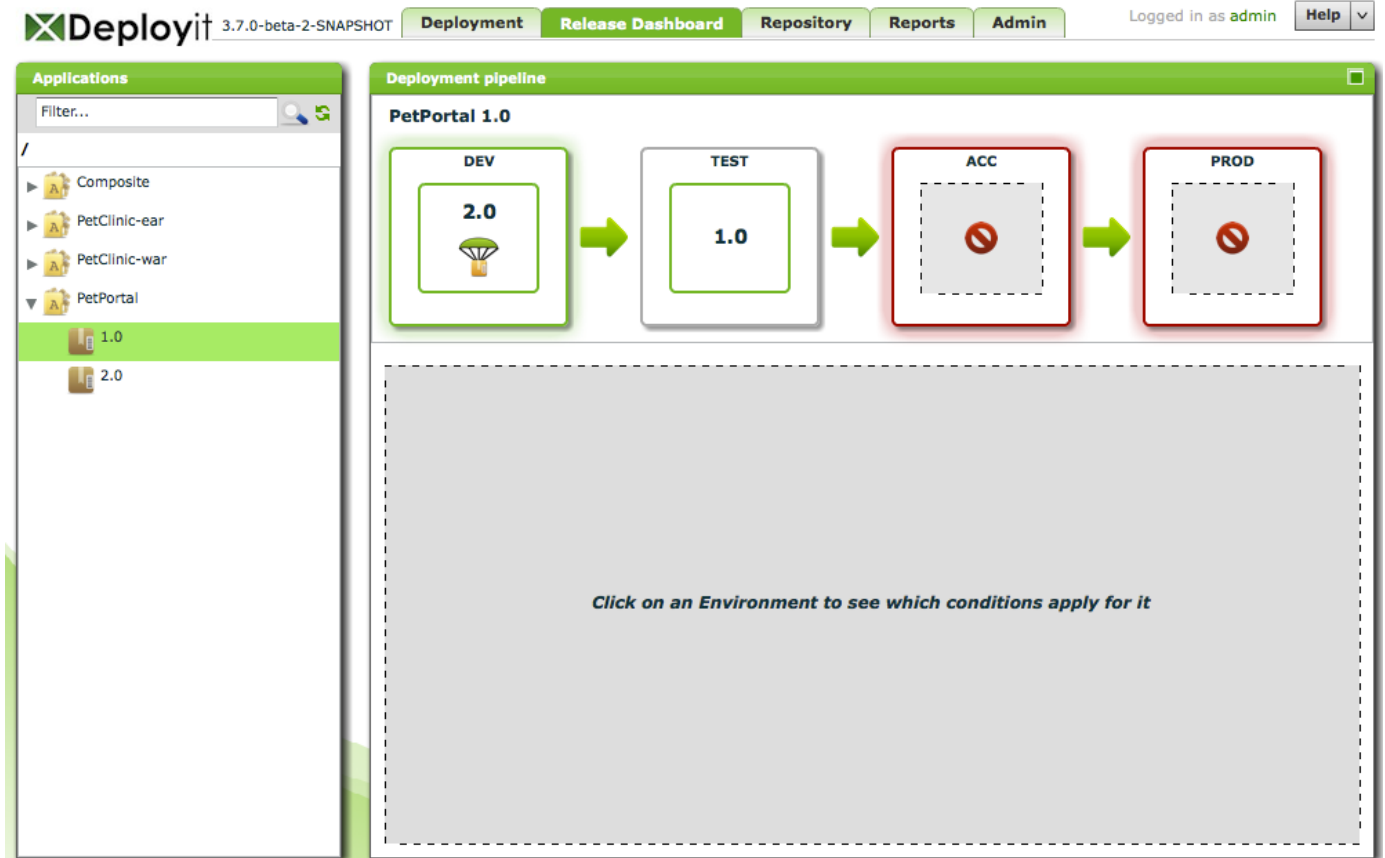 Deployit 3.7.0-beta-2-SNAPSHOT Deployment Release Dashboard Repository Reports Admin Logged in as admin Help
Applications
Filter...
/
A Composite
A PetClinic-ear
A PetClinic-war
A PetPortal
1.0
2.0
Deployment pipeline
PetPortal 1.0
DEV TEST ACC PROD
2.0 1.0
Click on an Environment to see which conditions apply for it